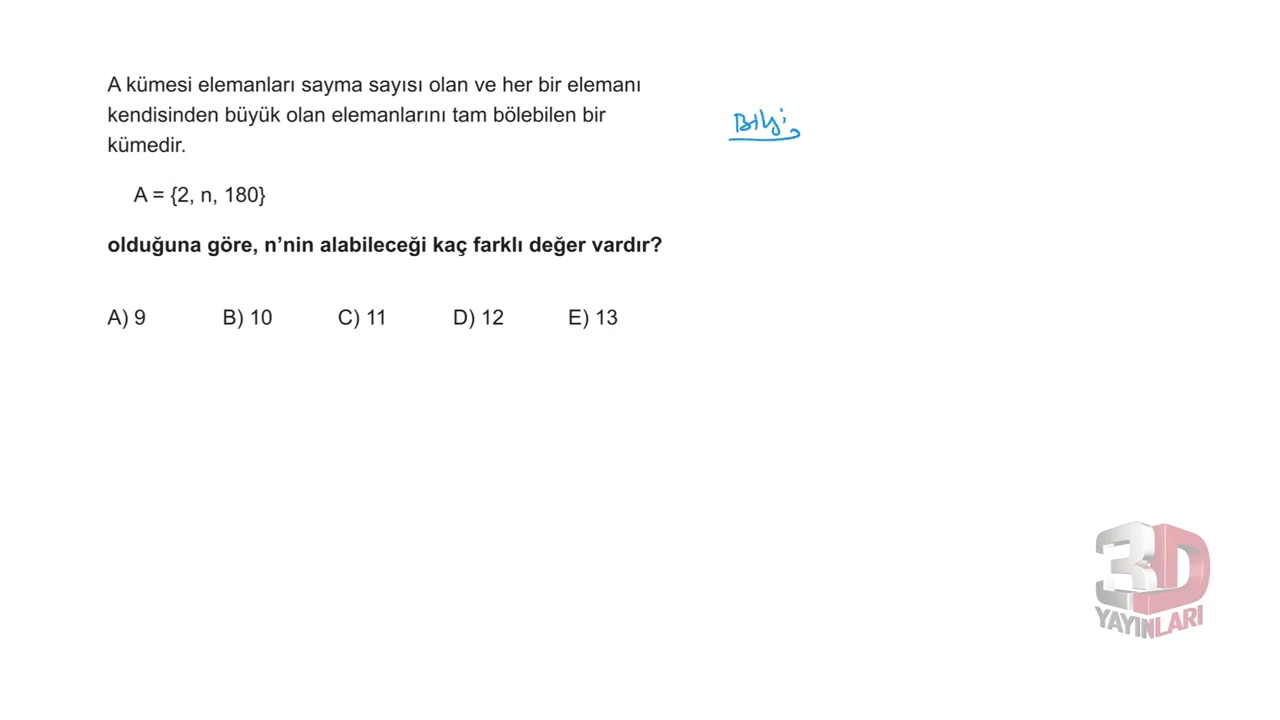 A kümesi elemanları sayma sayısı olan ve her bir elemanı
kendisinden büyük olan elemanlarını tam bölebilen bir
kümedir.
Bilgi
A = {2, n, 180}
olduğuna göre, n’nin alabileceği kaç farklı değer vardır?
A) 9 B) 10 C) 11 D) 12 E) 13
3D
YAYINLARI